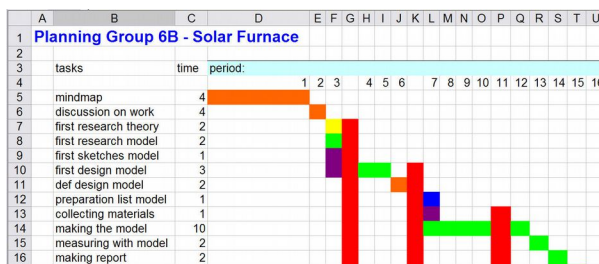 A B C D E F G H I J K L M N O P Q R S T U
1 Planning Group 6B - Solar Furnace
2
3 tasks time period:
4 1 2 3 4 5 6 7 8 9 10 11 12 13 14 15 16
5 mindmap 4
6 discussion on work 4
7 first research theory 2
8 first research model 2
9 first sketches model 1
10 first design model 3
11 def design model 2
12 preparation list model 1
13 collecting materials 1
14 making the model 10
15 measuring with model 2
16 making report 2